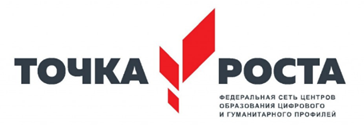 ТОЧКА РОСТА
ФЕДЕРАЛЬНАЯ СЕТЬ ЦЕНТРОВ
ОБРАЗОВАНИЯ ЦИФРОВОГО
И ГУМАНИТАРНОГО ПРОФИЛЕЙ